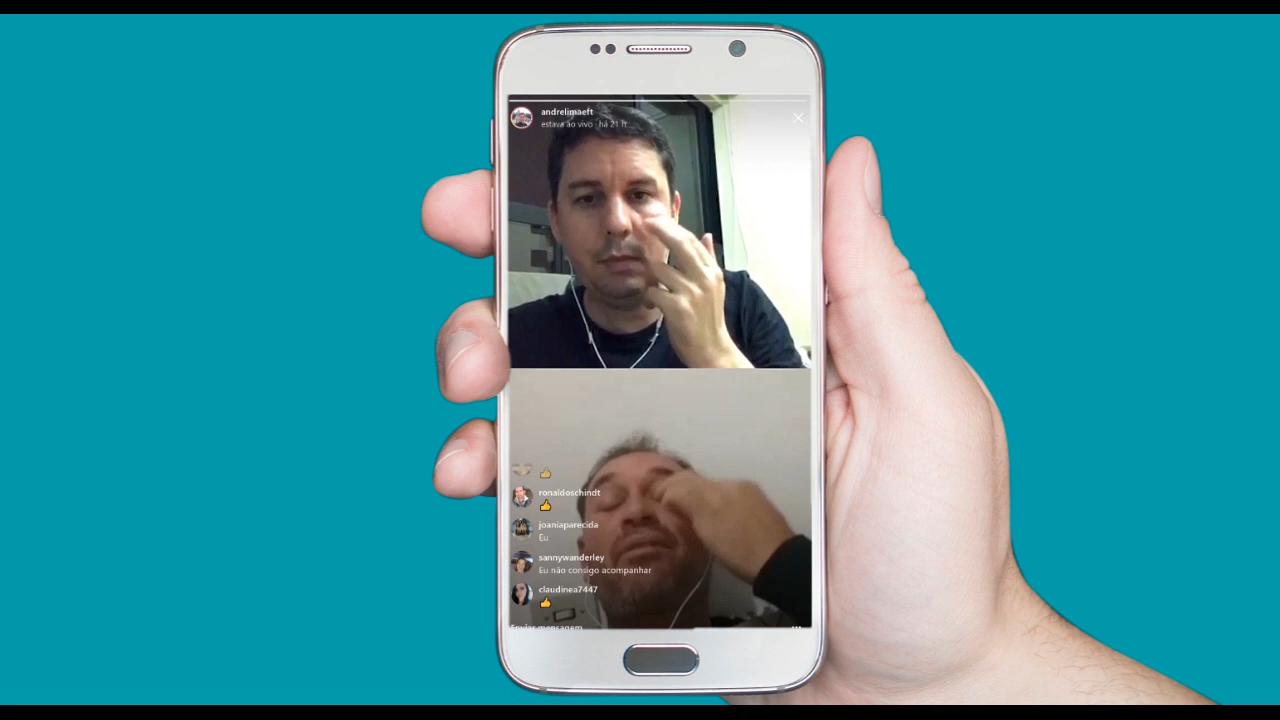 andrelimaeft
estava ao vivo · há 21 h
ronaldoschindt
joaniaparecida
Eu
sannywanderley
Eu não consigo acompanhar
claudinea7447
Enviar mensagem